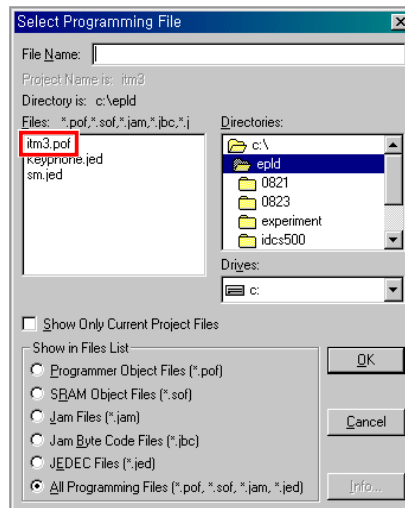 Select Programming File
File Name:
Project Name is: itm3
Directory is: c:\epld
Files: *.pof,*.sof,*.jam,*.jbc,*.j
itm3.pof
keyphone.jed
sm.jed
Directories:
c:\
epld
0821
0823
experiment
idcs500
Drives:
c:
Show Only Current Project Files
Show in Files List
Programmer Object Files (*.pof)
SRAM Object Files (*.sof)
Jam Files (*.jam)
Jam Byte Code Files (*.jbc)
JEDEC Files (*.jed)
All Programming Files (*.pof, *.sof, *.jam, *.jed)
OK
Cancel
Info...